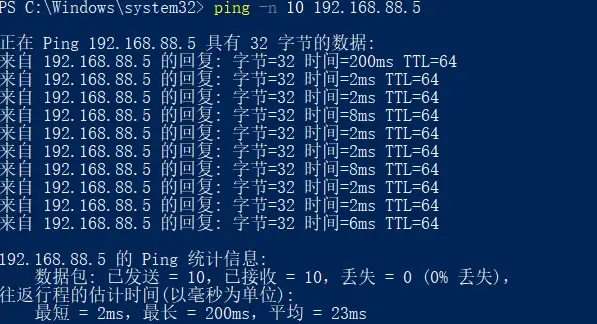 PS C:\Windows\system32> ping -n 10 192.168.88.5
正在 Ping 192.168.88.5 具有 32 字节的数据:
来自 192.168.88.5 的回复: 字节=32 时间=200ms TTL=64
来自 192.168.88.5 的回复: 字节=32 时间=2ms TTL=64
来自 192.168.88.5 的回复: 字节=32 时间=2ms TTL=64
来自 192.168.88.5 的回复: 字节=32 时间=8ms TTL=64
来自 192.168.88.5 的回复: 字节=32 时间=2ms TTL=64
来自 192.168.88.5 的回复: 字节=32 时间=2ms TTL=64
来自 192.168.88.5 的回复: 字节=32 时间=8ms TTL=64
来自 192.168.88.5 的回复: 字节=32 时间=2ms TTL=64
来自 192.168.88.5 的回复: 字节=32 时间=2ms TTL=64
来自 192.168.88.5 的回复: 字节=32 时间=6ms TTL=64
192.168.88.5 的 Ping 统计信息:
数据包: 已发送 = 10，已接收 = 10，丢失 = 0 (0% 丢失)，
往返行程的估计时间(以毫秒为单位):
最短 = 2ms，最长 = 200ms，平均 = 23ms